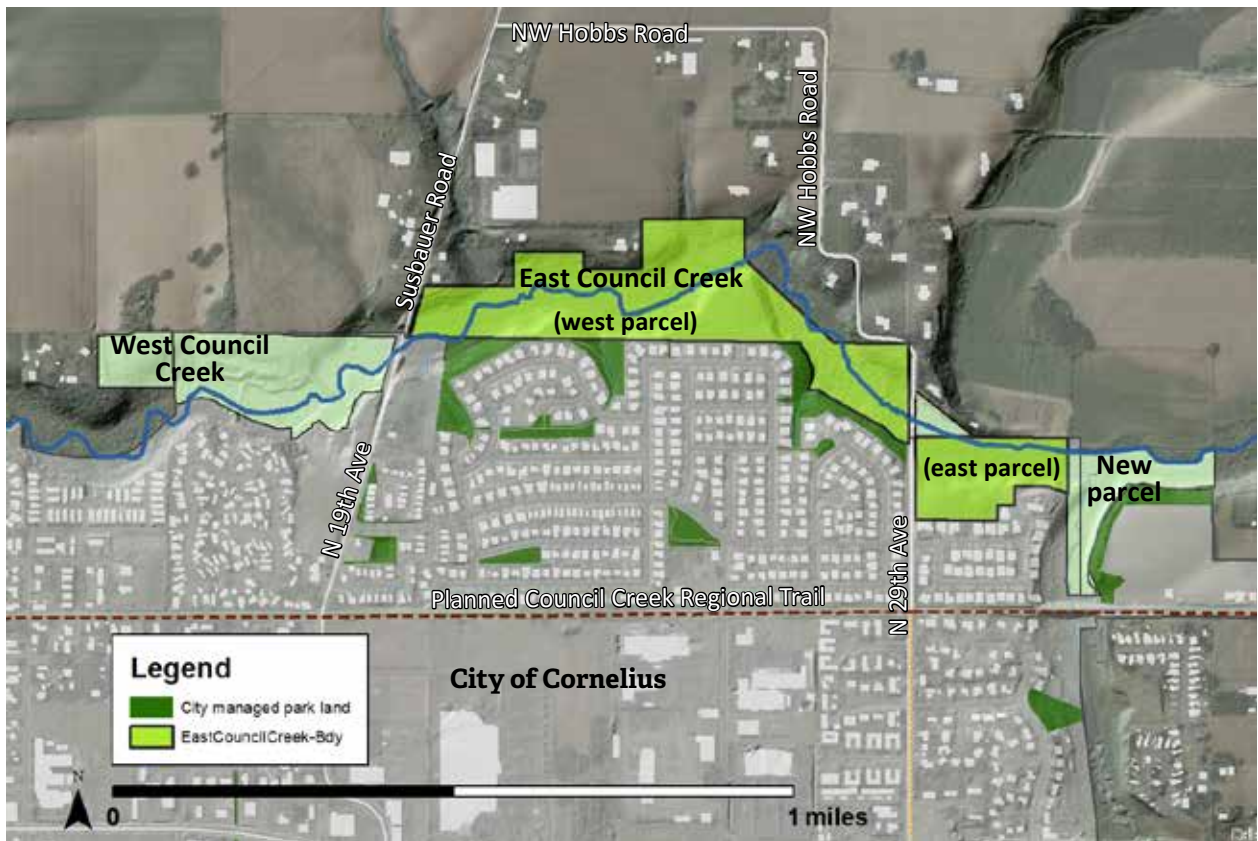 NW Hobbs Road
NW Hobbs Road
Susbauer Road
East Council Creek
(west parcel)
West Council
Creek
(east parcel)
New
parcel
N 19th Ave
N 29th Ave
Planned Council Creek Regional Trail
City of Cornelius
Legend
City managed park land
EastCouncilCreek-Bdy
N
0
1 miles